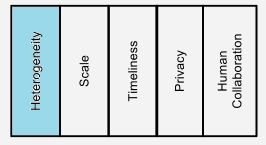 Heterogeneity
Scale
Timeliness
Privacy
Human
Collaboration